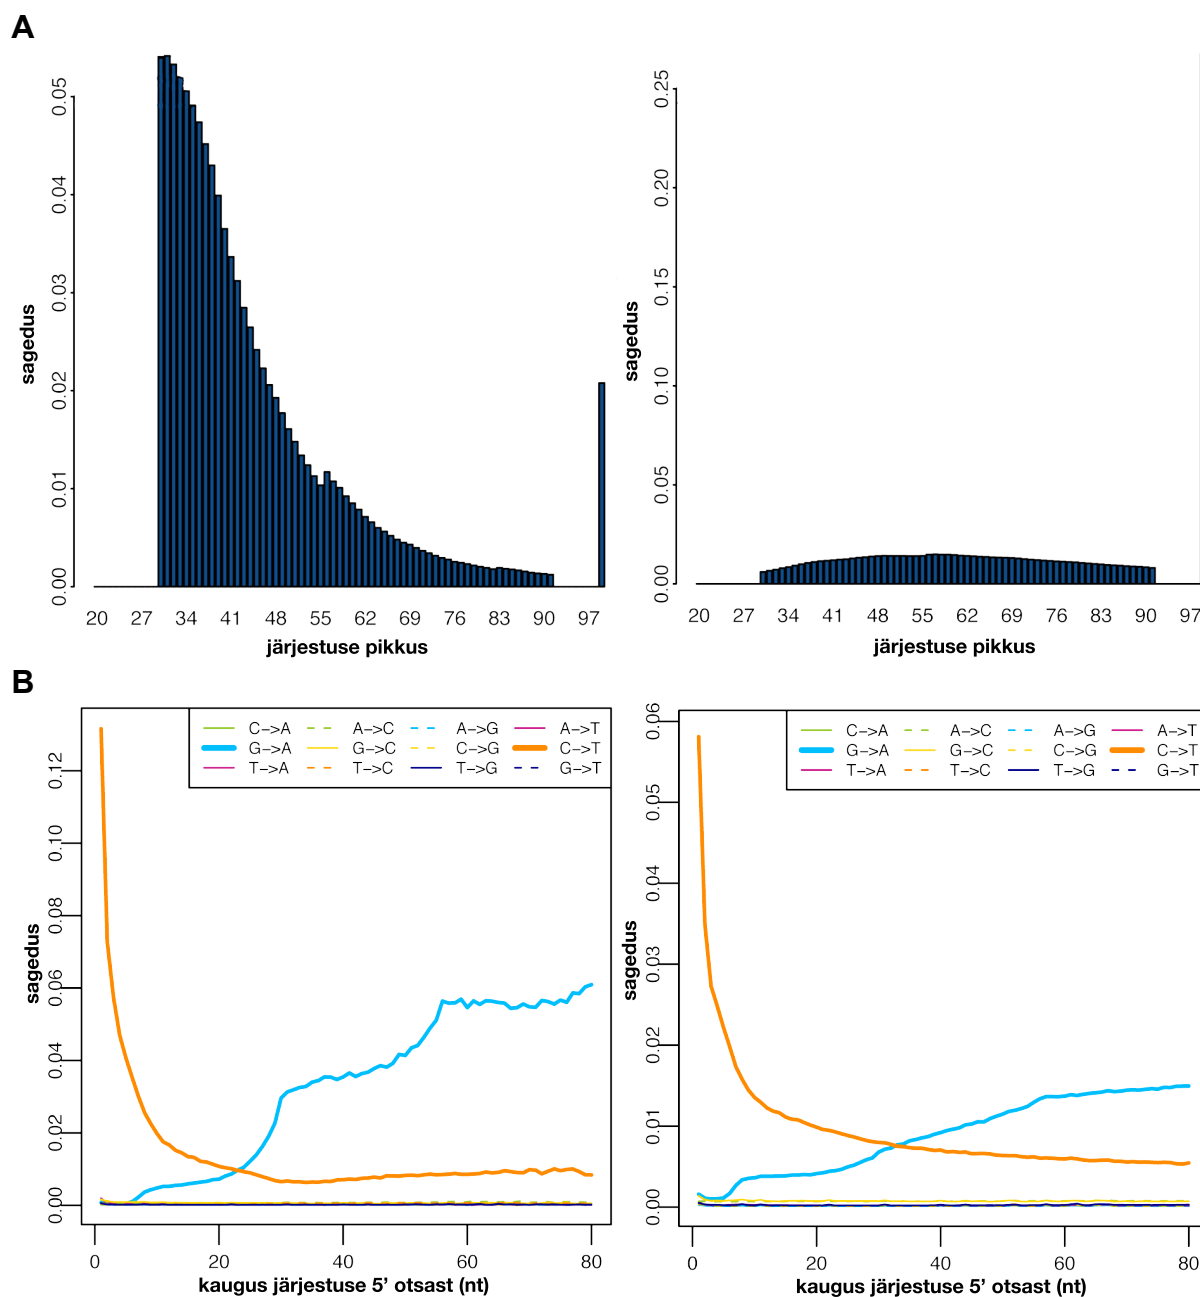 A
sagedus
0.00 0.01 0.02 0.03 0.04 0.05
20 27 34 41 48 55 62 69 76 83 90 97
järjestuse pikkus
sagedus
0.00 0.05 0.10 0.15 0.20 0.25
20 27 34 41 48 55 62 69 76 83 90 97
järjestuse pikkus
B
sagedus
0.00 0.02 0.04 0.06 0.08 0.10 0.12
C->A A->C A->G A->T
G->A G->C C->G C->T
T->A T->C T->G G->T
0 20 40 60 80
kaugus järjestuse 5’ otsast (nt)
sagedus
0.00 0.01 0.02 0.03 0.04 0.05 0.06
C->A A->C A->G A->T
G->A G->C C->G C->T
T->A T->C T->G G->T
0 20 40 60 80
kaugus järjestuse 5’ otsast (nt)